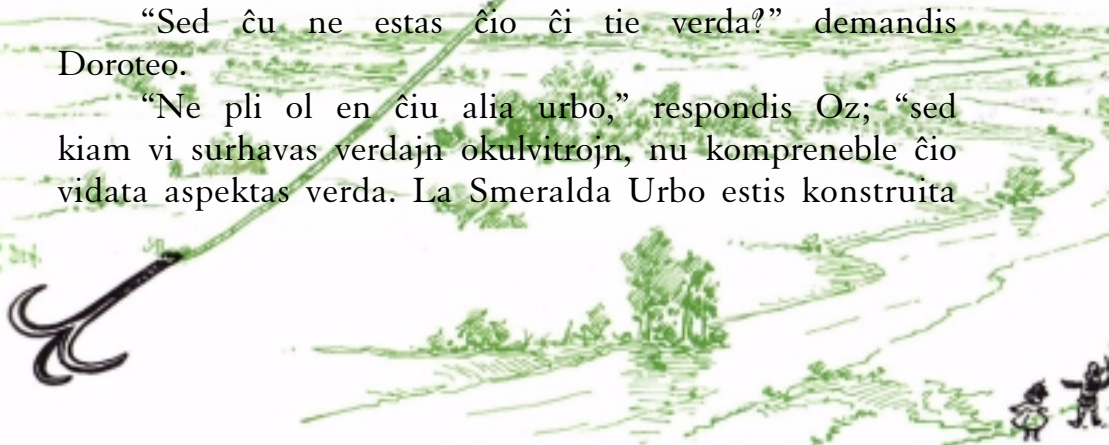 “Sed ĉu ne estas ĉio ĉi tie verda?” demandis
Doroteo.
“Ne pli ol en ĉiu alia urbo,” respondis Oz; “sed
kiam vi surhavas verdajn okulvitrojn, nu kompreneble ĉio
vidata aspektas verda. La Smeralda Urbo estis konstruita